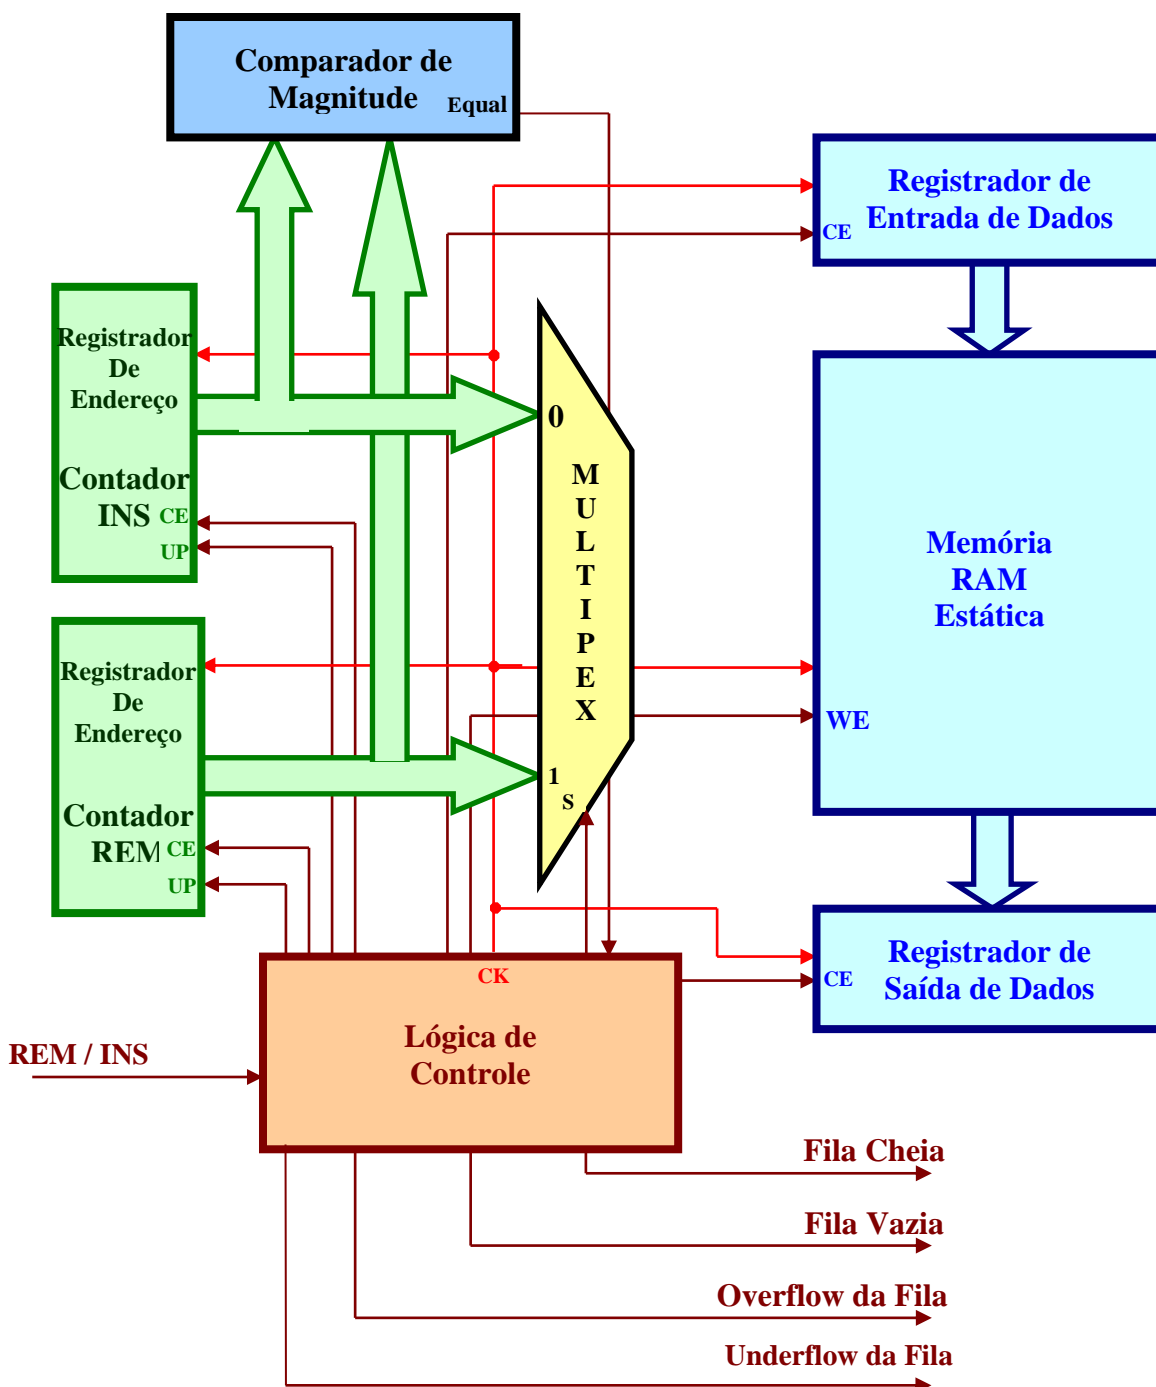 Comparador de
Magnitude
Equal
Registrador de
Entrada de Dados
CE
Registrador
De
Endereço
Contador
INS
CE
UP
0
M
U
L
T
I
P
E
X
1
S
Memória
RAM
Estática
WE
Registrador
De
Endereço
Contador
REM
CE
UP
Registrador de
Saída de Dados
CE
CK
Lógica de
Controle
REM / INS
Fila Cheia
Fila Vazia
Overflow da Fila
Underflow da Fila